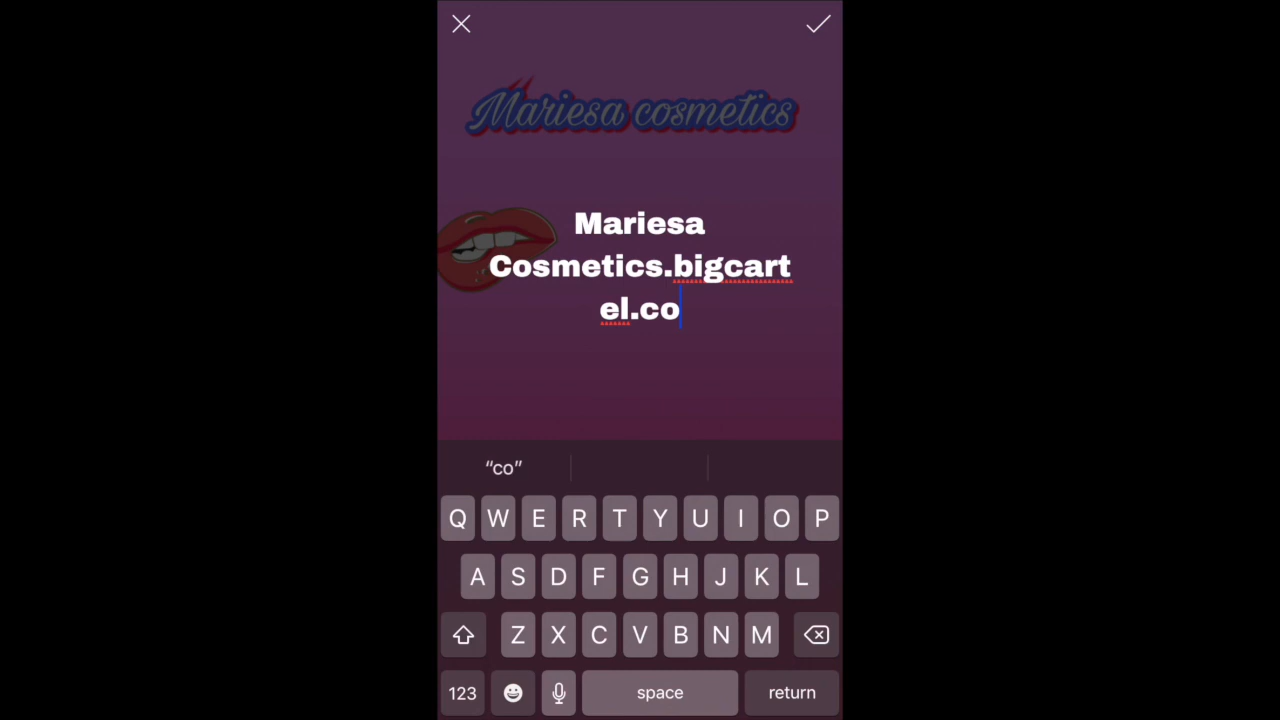 Mariesa cosmetics
Mariesa
Cosmetics.bigcart
el.co
"co"
Q W E R T Y U I O P
A S D F G H J K L
Z X C V B N M
123 space return